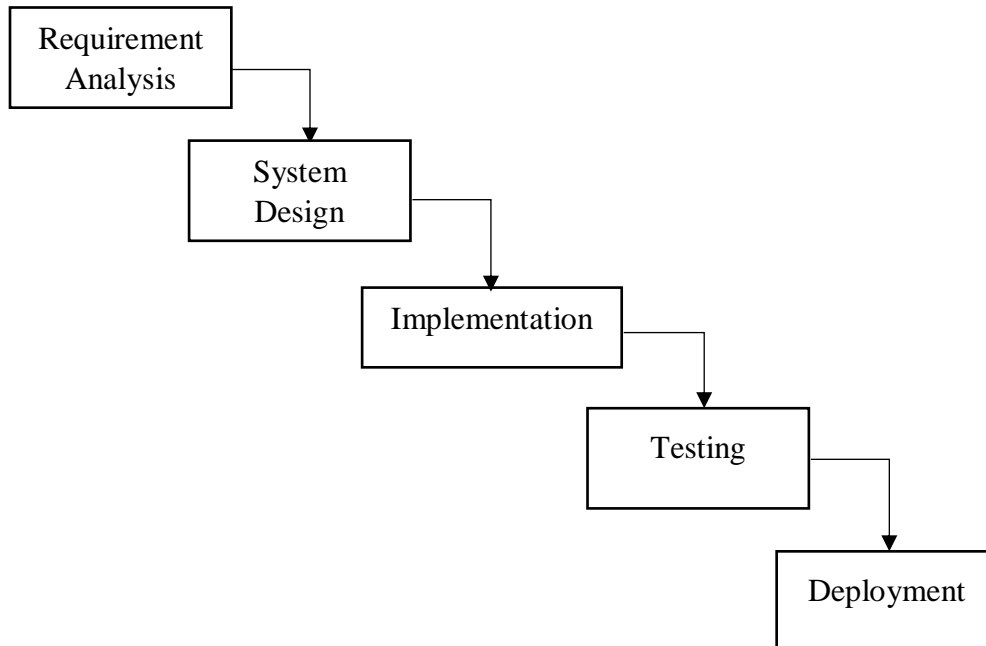 Requirement
Analysis
System
Design
Implementation
Testing
Deployment